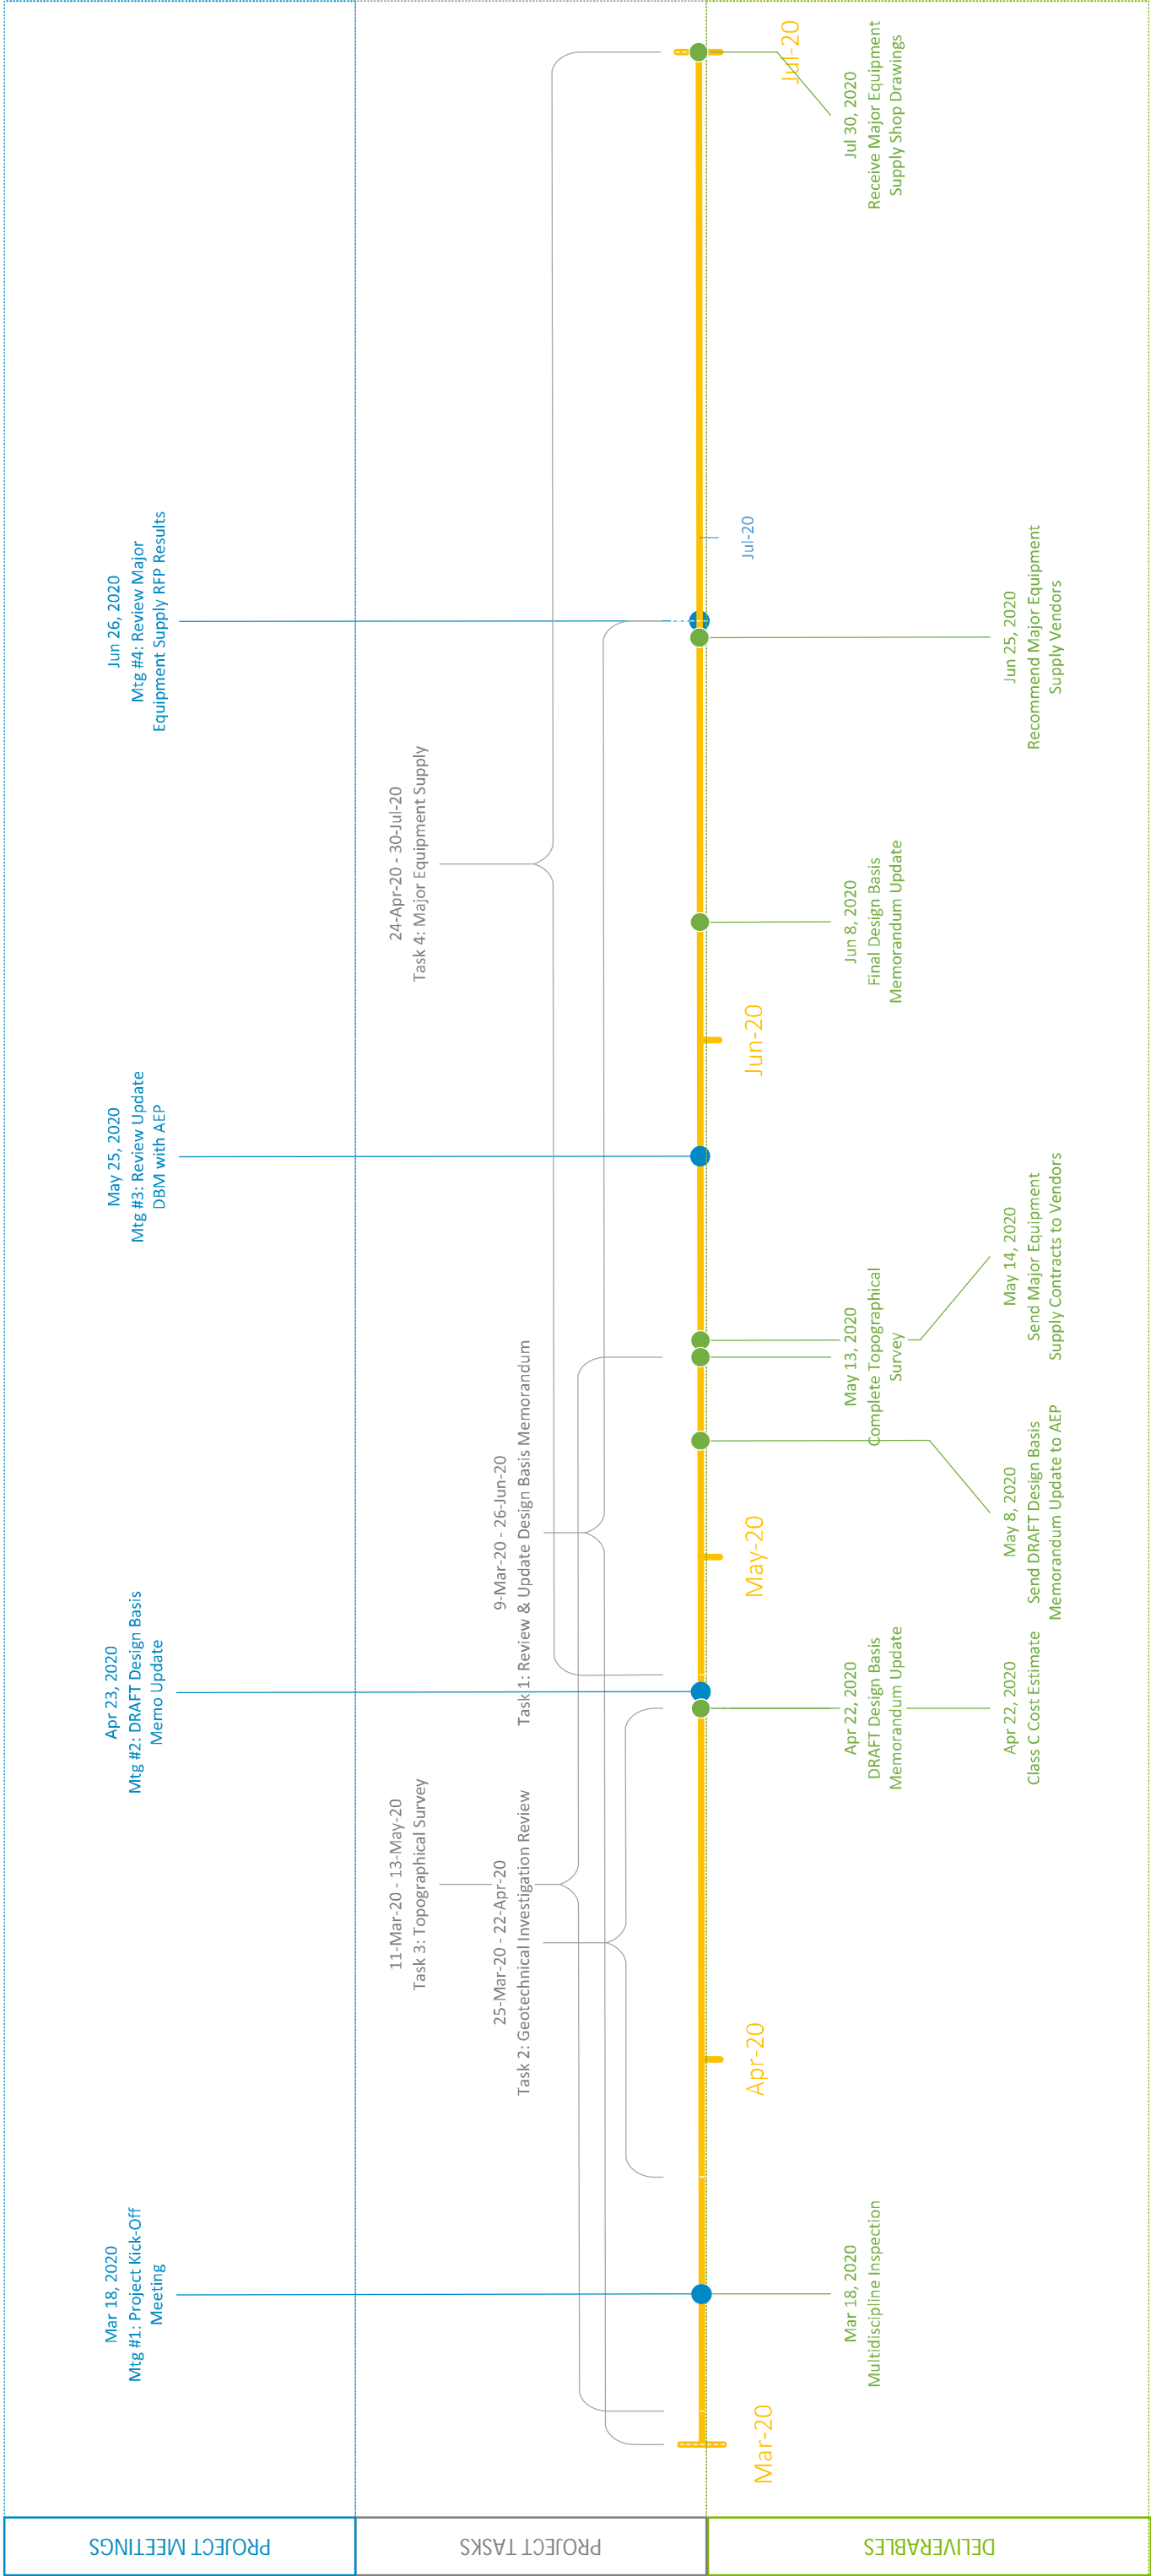 PROJECT MEETINGS
Mar 18, 2020
Mtg #1: Project Kick-Off
Meeting
Apr 23, 2020
Mtg #2: DRAFT Design Basis
Memo Update
May 25, 2020
Mtg #3: Review Update
DBM with AEP
Jun 26, 2020
Mtg #4: Review Major
Equipment Supply RFP Results
PROJECT TASKS
11-Mar-20 - 13-May-20
Task 3: Topographical Survey
24-Apr-20 - 30-Jul-20
Task 4: Major Equipment Supply
25-Mar-20 - 22-Apr-20
Task 2: Geotechnical Investigation Review
9-Mar-20 - 26-Jun-20
Task 1: Review & Update Design Basis Memorandum
DELIVERABLES
Mar-20
Apr-20
May-20
Jun-20
Jul-20
Jul-20
Mar 18, 2020
Multidiscipline Inspection
Apr 22, 2020
DRAFT Design Basis
Memorandum Update
May 13, 2020
Complete Topographical
Survey
Jun 8, 2020
Final Design Basis
Memorandum Update
Jul 30, 2020
Receive Major Equipment
Supply Shop Drawings
Apr 22, 2020
Class C Cost Estimate
May 8, 2020
Send DRAFT Design Basis
Memorandum Update to AEP
May 14, 2020
Send Major Equipment
Supply Contracts to Vendors
Jun 25, 2020
Recommend Major Equipment
Supply Vendors